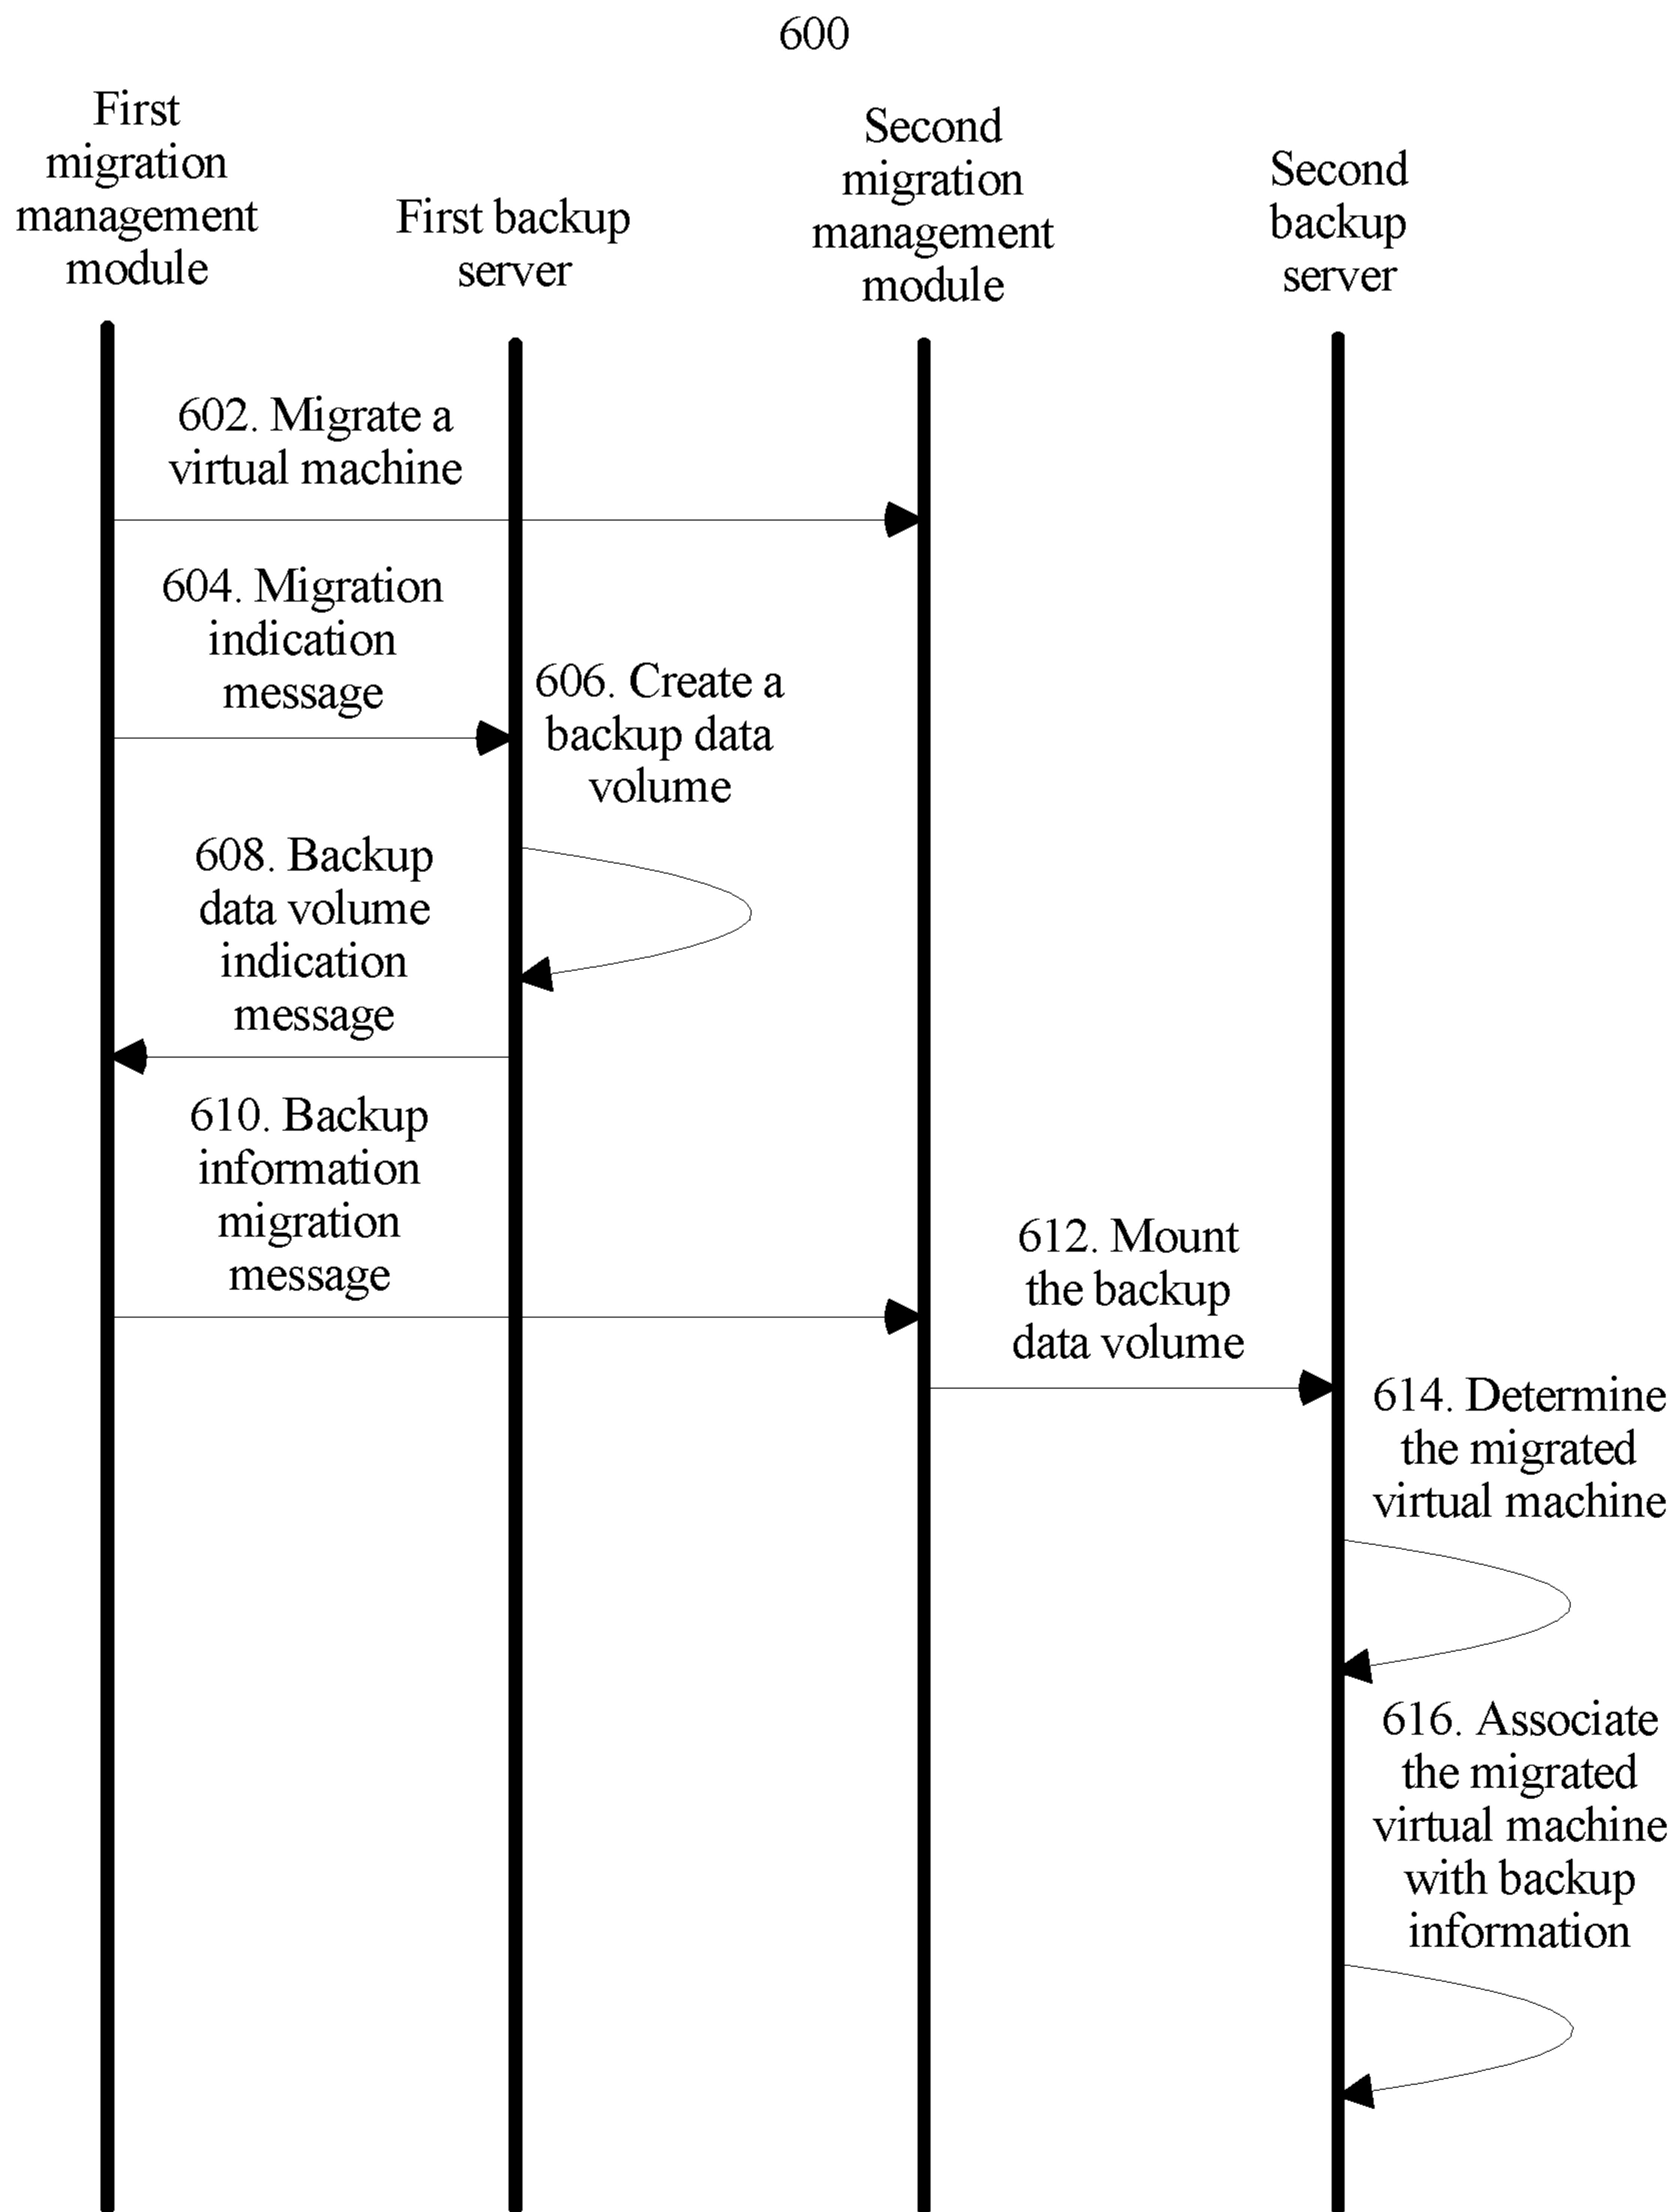 600
First
migration
management
module
First backup
server
Second
migration
management
module
Second
backup
server
602. Migrate a
virtual machine
604. Migration
indication
message
606. Create a
backup data
volume
608. Backup
data volume
indication
message
610. Backup
information
migration
message
612. Mount
the backup
data volume
614. Determine
the migrated
virtual machine
616. Associate
the migrated
virtual machine
with backup
information